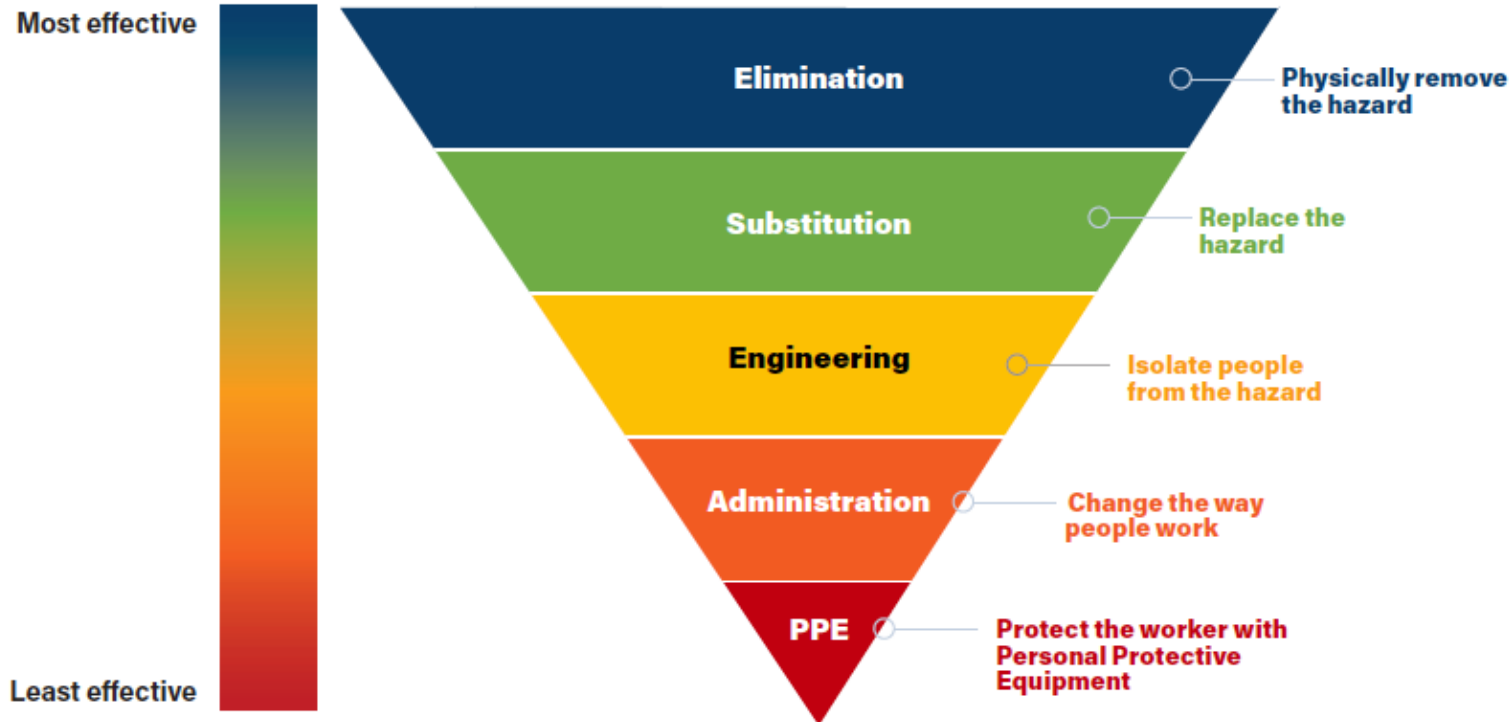 Most effective
Elimination
Physically remove
the hazard
Substitution
Replace the
hazard
Engineering
Isolate people
from the hazard
Administration
Change the way
people work
PPE
Protect the worker with
Personal Protective
Equipment
Least effective